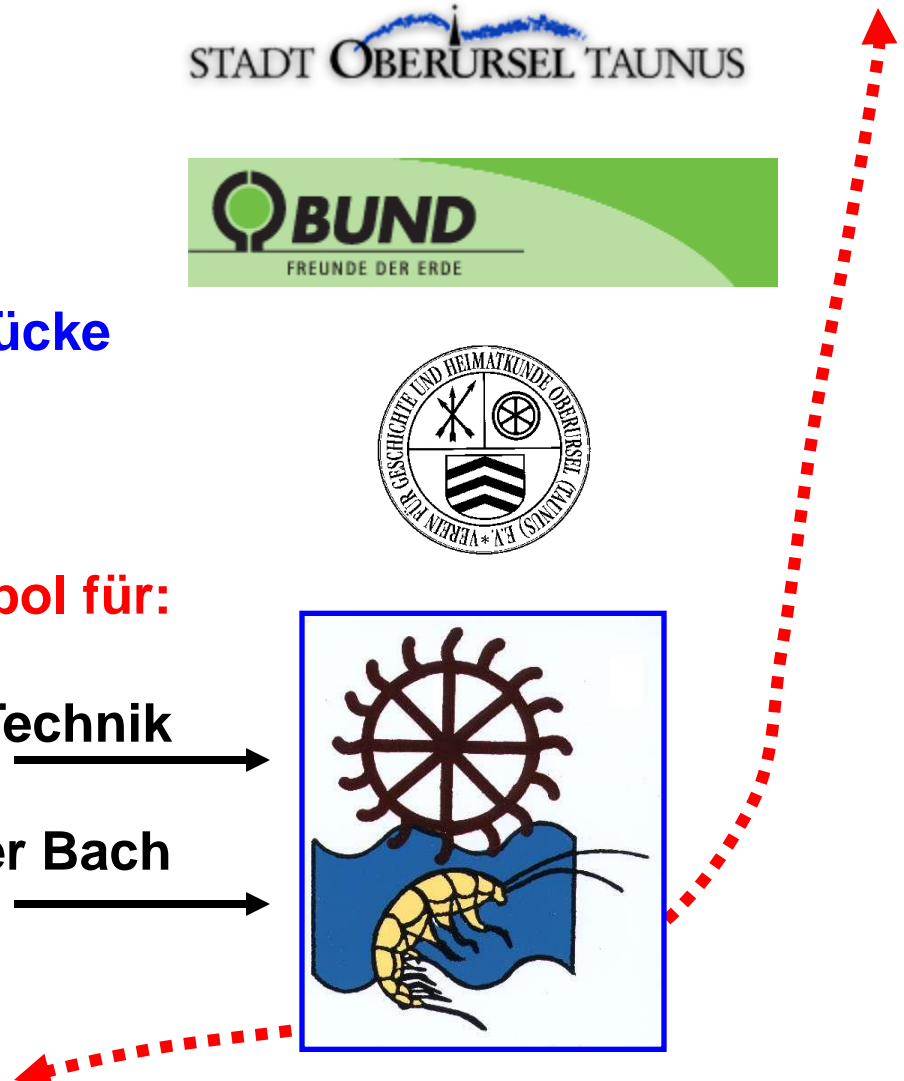 STADT OBERURSEL TAUNUS
BUND
FREUNDE DER ERDE
ücke
VEREIN FÜR GESCHICHTE UND HEIMATKUNDE OBERURSEL (TAUNUS) E.V. *
bol für:
Technik
er Bach